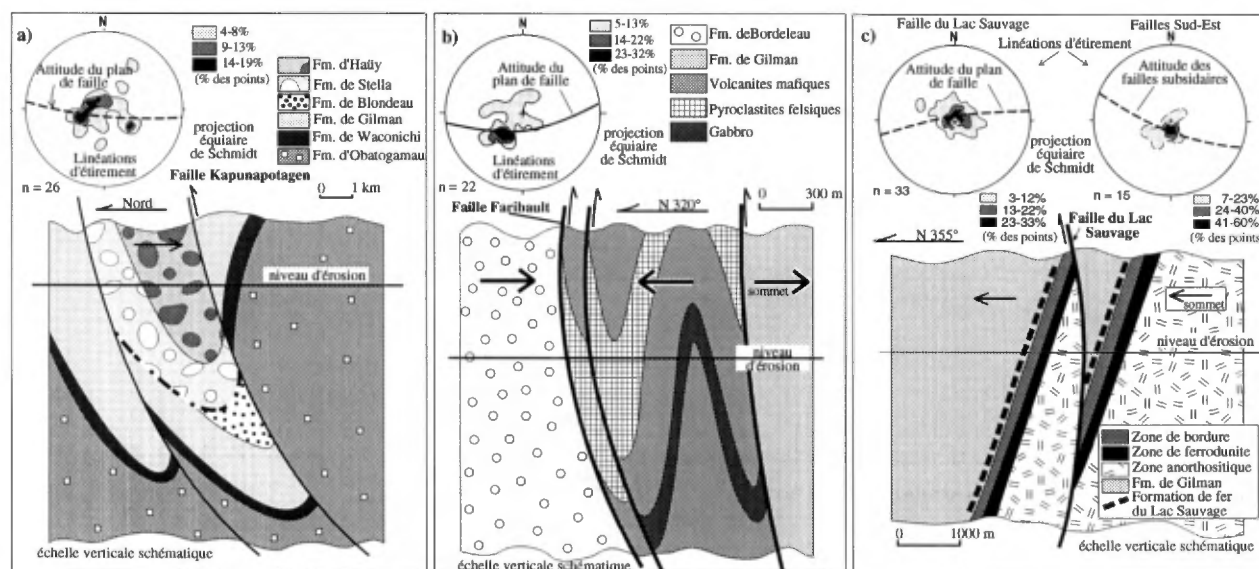 a)
N
4-8%
9-13%
14-19%
(% des points)
Attitude du plan
de faille
Linéations
d'étirement
projection
équiaire
de Schmidt
Fm. d'Haüy
Fm. de Stella
Fm. de Blondeau
Fm. de Gilman
Fm. de Waconichi
Fm. d'Obatogamau
n = 26
Faille Kapunapotagen
0 1 km
Nord
niveau d'érosion
échelle verticale schématique
b)
N
5-13%
14-22%
23-32%
(% des points)
Attitude du
plan de faille
Linéations
d'étirement
projection
équiaire
de Schmidt
Fm. deBordeleau
Fm. de Gilman
Volcanites mafiques
Pyroclastites felsiques
Gabbro
n = 22
Faille Faribault
N 320°
0 300 m
sommet
niveau
d'érosion
échelle verticale schématique
c)
Faille du Lac Sauvage
Failles Sud-Est
N
N
Linéations d'étirement
Attitude du plan
de faille
Attitude des
failles subsidaires
projection
équiaire
de Schmidt
n = 33
n = 15
3-12%
13-22%
23-33%
(% des points)
7-23%
24-40%
41-60%
(% des points)
Faille du Lac
Sauvage
N 355°
sommet
niveau d'érosion
Zone de bordure
Zone de ferrodunite
Zone anorthositique
Fm. de Gilman
Formation de fer
du Lac Sauvage
0 1000 m
échelle verticale schématique